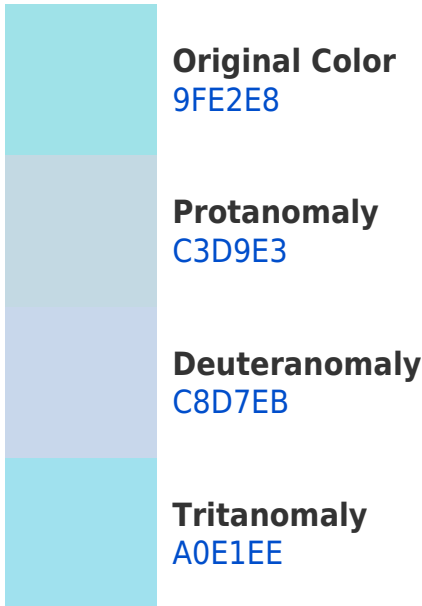 Original Color
9FE2E8
Protanomaly
C3D9E3
Deuteranomaly
C8D7EB
Tritanomaly
A0E1EE